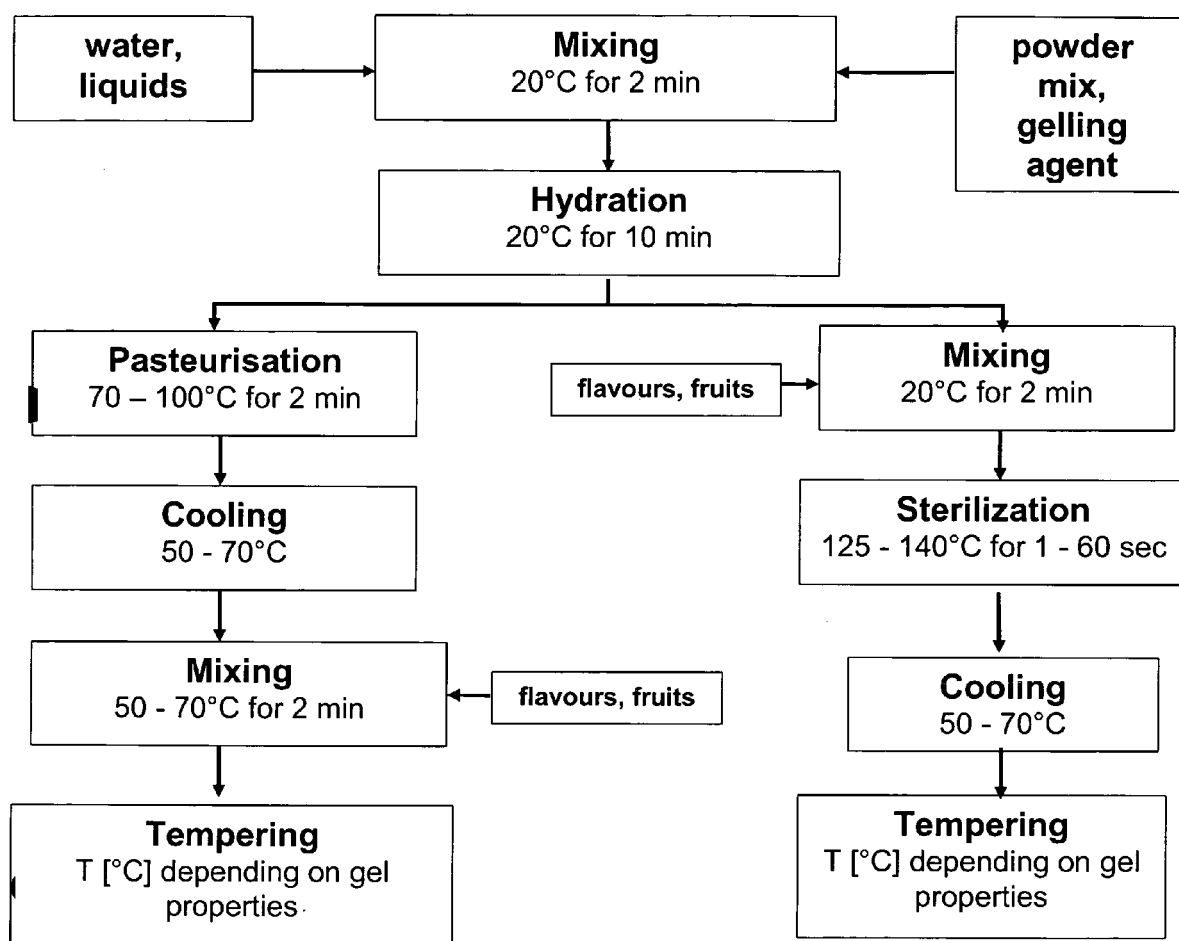 water,
liquids
Mixing
20°C for 2 min
powder
mix,
gelling
agent
Hydration
20°C for 10 min
Pasteurisation
70 – 100°C for 2 min
flavours, fruits
Mixing
20°C for 2 min
Cooling
50 - 70°C
Sterilization
125 - 140°C for 1 - 60 sec
Mixing
50 - 70°C for 2 min
flavours, fruits
Cooling
50 - 70°C
Tempering
T [°C] depending on gel
properties
Tempering
T [°C] depending on gel
properties